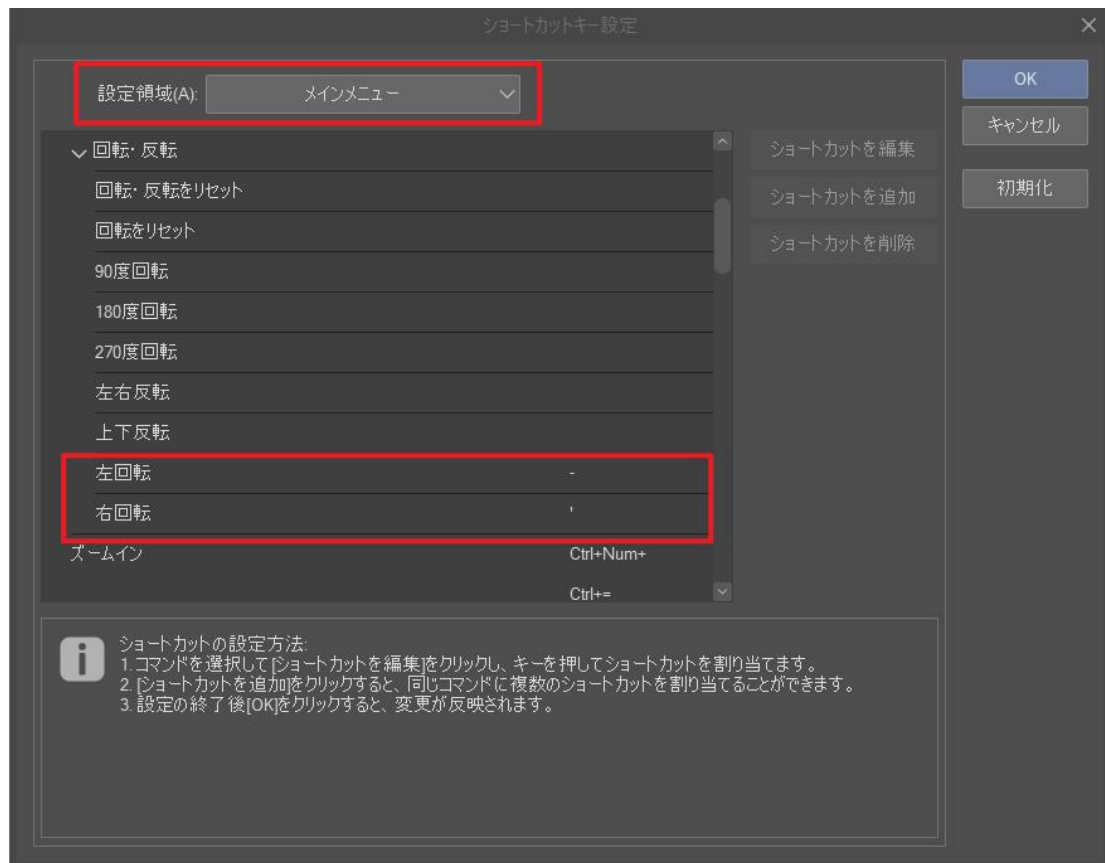 ショートカットキー設定
設定領域(A): メインメニュー
OK
キャンセル
初期化
回転・反転
回転・反転をリセット
回転をリセット
90度回転
180度回転
270度回転
左右反転
上下反転
左回転 -
右回転 '
ズームイン Ctrl+Num+
Ctrl+=
ショートカットを編集
ショートカットを追加
ショートカットを削除
ショートカットの設定方法:
1.コマンドを選択して[ショートカットを編集]をクリックし、キーを押してショートカットを割り当てます。
2.[ショートカットを追加]をクリックすると、同じコマンドに複数のショートカットを割り当てることができます。
3.設定の終了後[OK]をクリックすると、変更が反映されます。